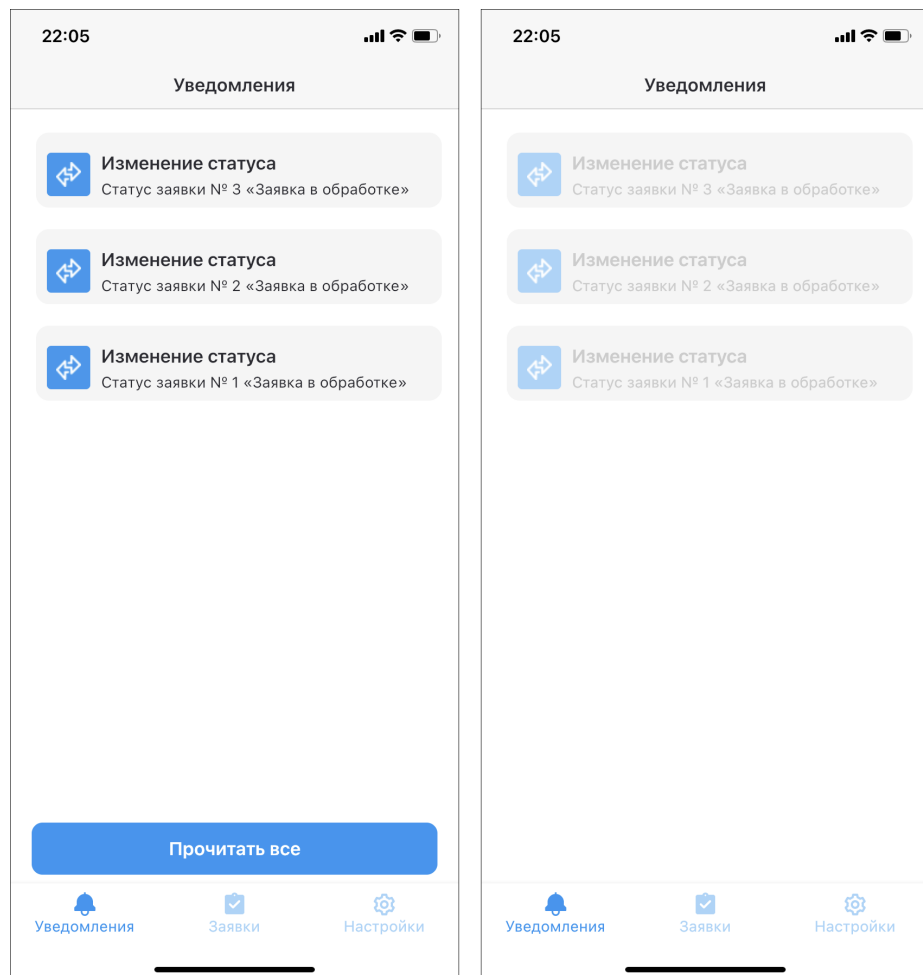 22:05
Уведомления
Изменение статуса
Статус заявки № 3 «Заявка в обработке»
Изменение статуса
Статус заявки № 2 «Заявка в обработке»
Изменение статуса
Статус заявки № 1 «Заявка в обработке»
Прочитать все
Уведомления
Заявки
Настройки
22:05
Уведомления
Изменение статуса
Статус заявки № 3 «Заявка в обработке»
Изменение статуса
Статус заявки № 2 «Заявка в обработке»
Изменение статуса
Статус заявки № 1 «Заявка в обработке»
Уведомления
Заявки
Настройки